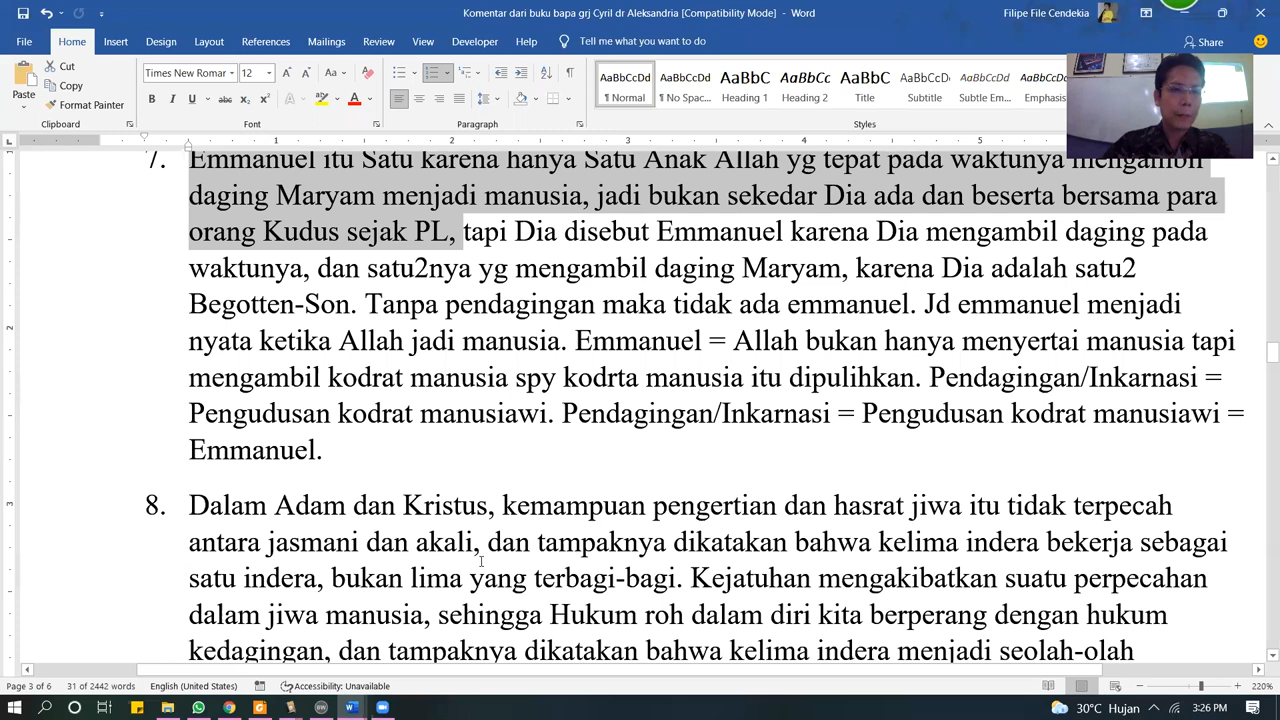 Komentar dari buku bapa grj Cyril dr Aleksandria [Compatibility Mode] - Word
Filipe File Cendekia
File Home Insert Design Layout References Mailings Review View Developer Help Tell me what you want to do Share
Paste
Cut
Copy
Format Painter
Times New Romar 12
AaBbCcDd AaBbCcDd AaBbCc AaBbCc AaBbC AaBbCcD AaBbCcDd AaBbCcDd
¶ Normal ¶ No Spac... Heading 1 Heading 2 Title Subtitle Subtle Em... Emphasis
Clipboard Font Paragraph Styles
7. Emmanuel itu Satu karena hanya Satu Anak Allah yg tepat pada waktunya mengambil
daging Maryam menjadi manusia, jadi bukan sekedar Dia ada dan beserta bersama para
orang Kudus sejak PL, tapi Dia disebut Emmanuel karena Dia mengambil daging pada
waktunya, dan satu2nya yg mengambil daging Maryam, karena Dia adalah satu2
Begotten-Son. Tanpa pendagingan maka tidak ada emmanuel. Jd emmanuel menjadi
nyata ketika Allah jadi manusia. Emmanuel = Allah bukan hanya menyertai manusia tapi
mengambil kodrat manusia spy kodrta manusia itu dipulihkan. Pendagingan/Inkarnasi =
Pengudusan kodrat manusiawi. Pendagingan/Inkarnasi = Pengudusan kodrat manusiawi =
Emmanuel.
8. Dalam Adam dan Kristus, kemampuan pengertian dan hasrat jiwa itu tidak terpecah
antara jasmani dan akali, dan tampaknya dikatakan bahwa kelima indera bekerja sebagai
satu indera, bukan lima yang terbagi-bagi. Kejatuhan mengakibatkan suatu perpecahan
dalam jiwa manusia, sehingga Hukum roh dalam diri kita berperang dengan hukum
kedagingan, dan tampaknya dikatakan bahwa kelima indera menjadi seolah-olah
Page 3 of 6 31 of 2442 words English (United States) Accessibility: Unavailable 220%
30°C Hujan 3:26 PM